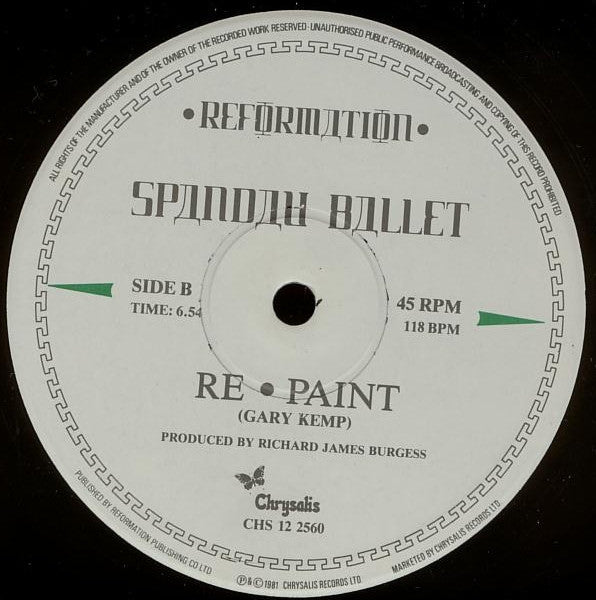 ALL RIGHTS OF THE MANUFACTURER AND OF THE OWNER OF THE RECORDED WORK RESERVED · UNAUTHORISED PUBLIC PERFORMANCE BROADCASTING AND COPYING OF THIS RECORD PROHIBITED
• REFORMATION •
SPANDAU BALLET
SIDE B
45 RPM
TIME: 6.54
118 BPM
RE • PAINT
(GARY KEMP)
PRODUCED BY RICHARD JAMES BURGESS
Chrysalis
CHS 12 2560
PUBLISHED BY REFORMATION PUBLISHING CO LTD
℗ & © 1981 CHRYSALIS RECORDS LTD
MARKETED BY CHRYSALIS RECORDS LTD.